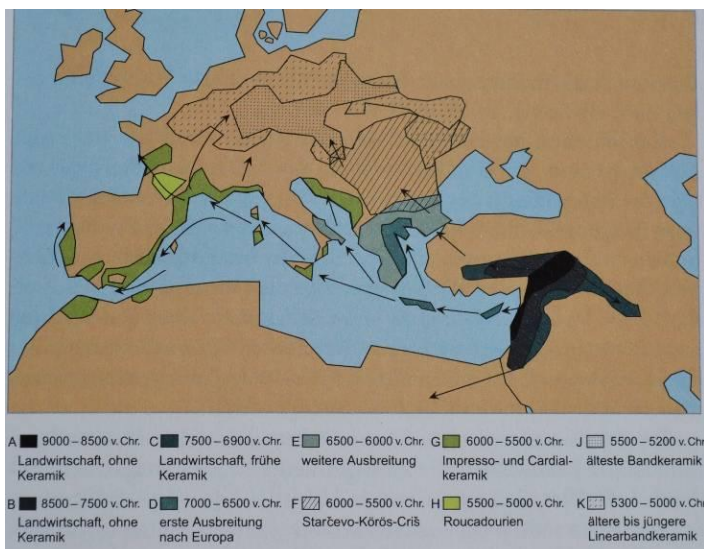 A 9000 – 8500 v. Chr.
Landwirtschaft, ohne
Keramik
B 8500 – 7500 v. Chr.
Landwirtschaft, ohne
Keramik
C 7500 – 6900 v. Chr.
Landwirtschaft, frühe
Keramik
D 7000 – 6500 v. Chr.
erste Ausbreitung
nach Europa
E 6500 – 6000 v. Chr.
weitere Ausbreitung
F 6000 – 5500 v. Chr.
Starčevo-Körös-Criš
G 6000 – 5500 v. Chr.
Impresso- und Cardial-
keramik
H 5500 – 5000 v. Chr.
Roucadourien
J 5500 – 5200 v. Chr.
älteste Bandkeramik
K 5300 – 5000 v. Chr.
ältere bis jüngere
Linearbandkeramik